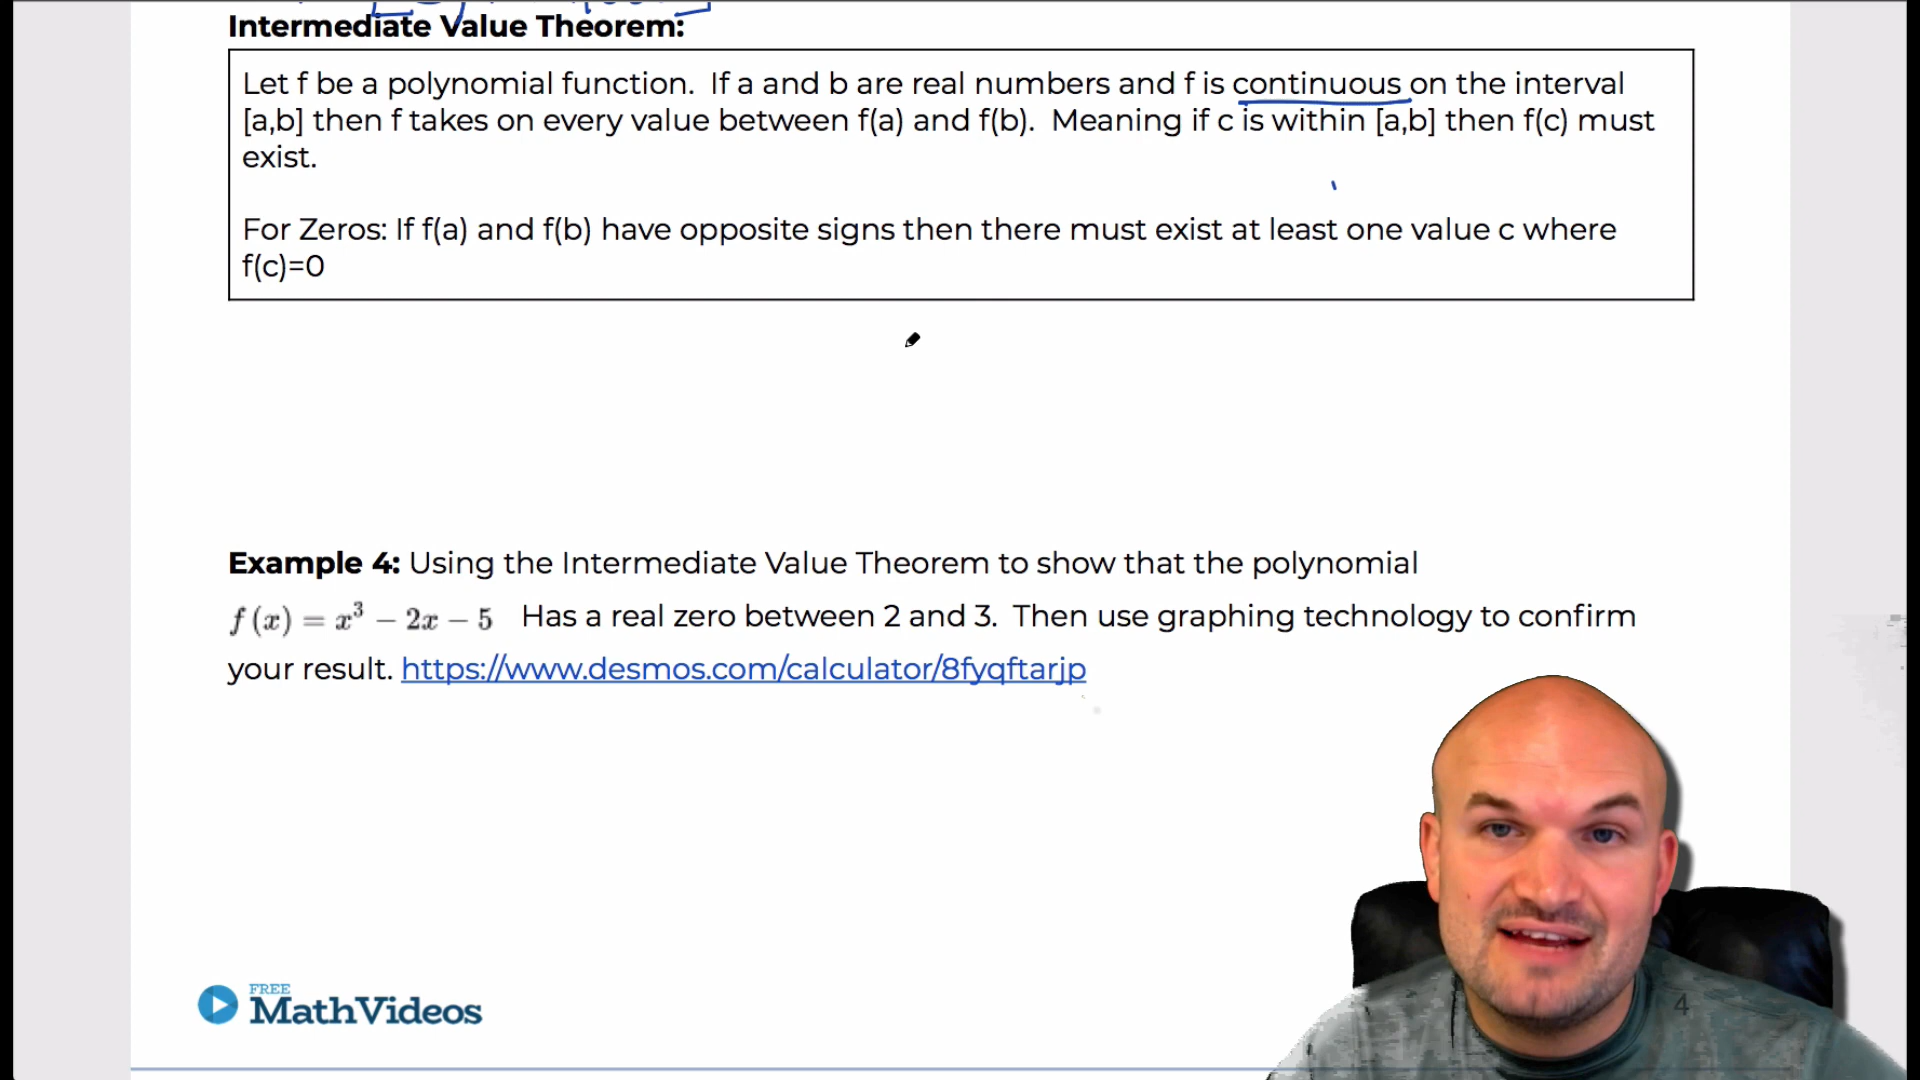 Intermediate Value Theorem:
Let f be a polynomial function. If a and b are real numbers and f is continuous on the interval
[a,b] then f takes on every value between f(a) and f(b). Meaning if c is within [a,b] then f(c) must
exist.
For Zeros: If f(a) and f(b) have opposite signs then there must exist at least one value c where
f(c)=0
Example 4: Using the Intermediate Value Theorem to show that the polynomial
f(x) = x³ − 2x − 5 Has a real zero between 2 and 3. Then use graphing technology to confirm
your result. https://www.desmos.com/calculator/8fyqftarjp
FREE
MathVideos
4